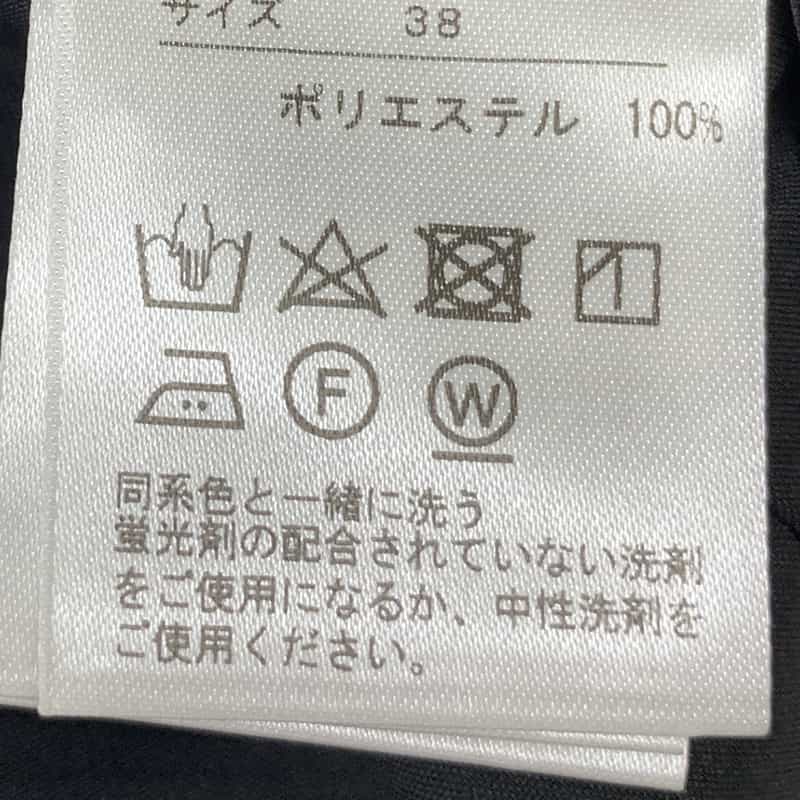 サイズ 38
ポリエステル 100%
F W
同系色と一緒に洗う
蛍光剤の配合されていない洗剤
をご使用になるか、中性洗剤を
ご使用ください。